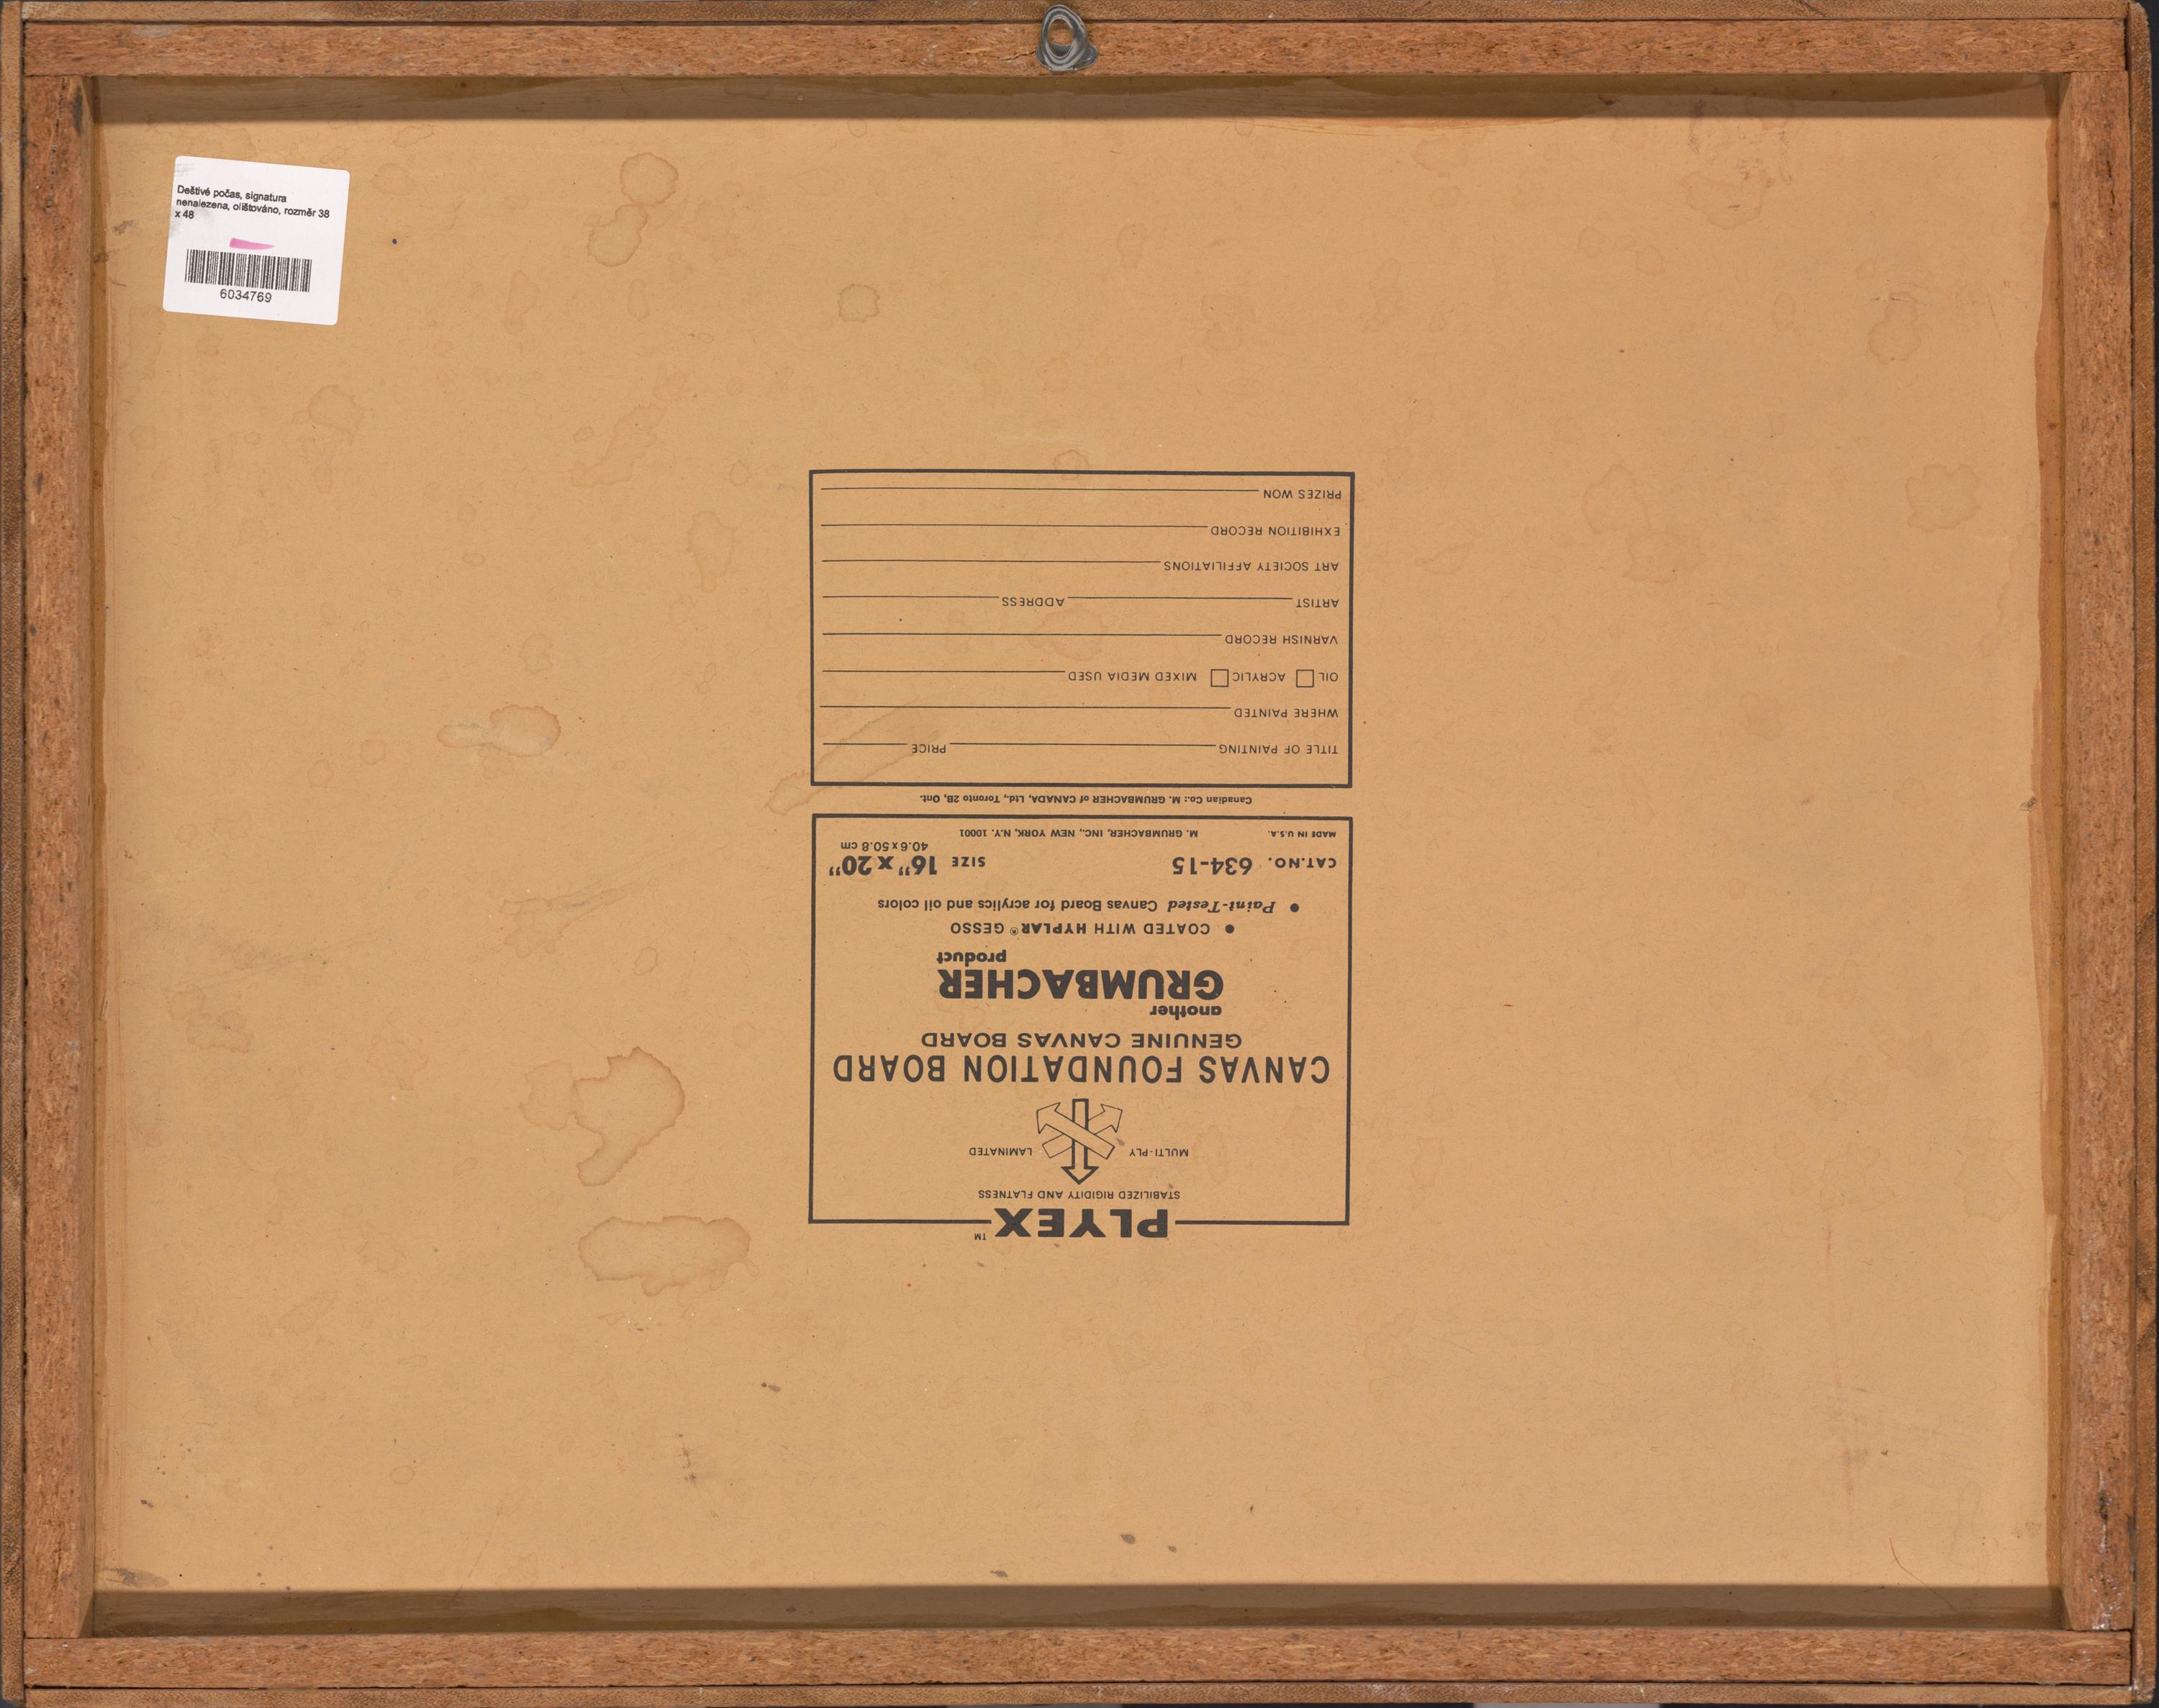 Deštivé počas, signatura
nenalezena, olištováno, rozměr 38
x 48
6034769
PLYEX™
STABILIZED RIGIDITY AND FLATNESS
MULTI-PLY LAMINATED
CANVAS FOUNDATION BOARD
GENUINE CANVAS BOARD
another
GRUMBACHER
product
• COATED WITH HYPLAR® GESSO
• Paint-Tested Canvas Board for acrylics and oil colors
CAT.NO. 634-15 SIZE 16" x 20"
40.6 x 50.8 cm
MADE IN U.S.A. M. GRUMBACHER, INC., NEW YORK, N.Y. 10001
Canadian Co.: M. GRUMBACHER of CANADA, Ltd., Toronto 2B, Ont.
TITLE OF PAINTING PRICE
WHERE PAINTED
OIL ACRYLIC MIXED MEDIA USED
VARNISH RECORD
ARTIST ADDRESS
ART SOCIETY AFFILIATIONS
EXHIBITION RECORD
PRIZES WON